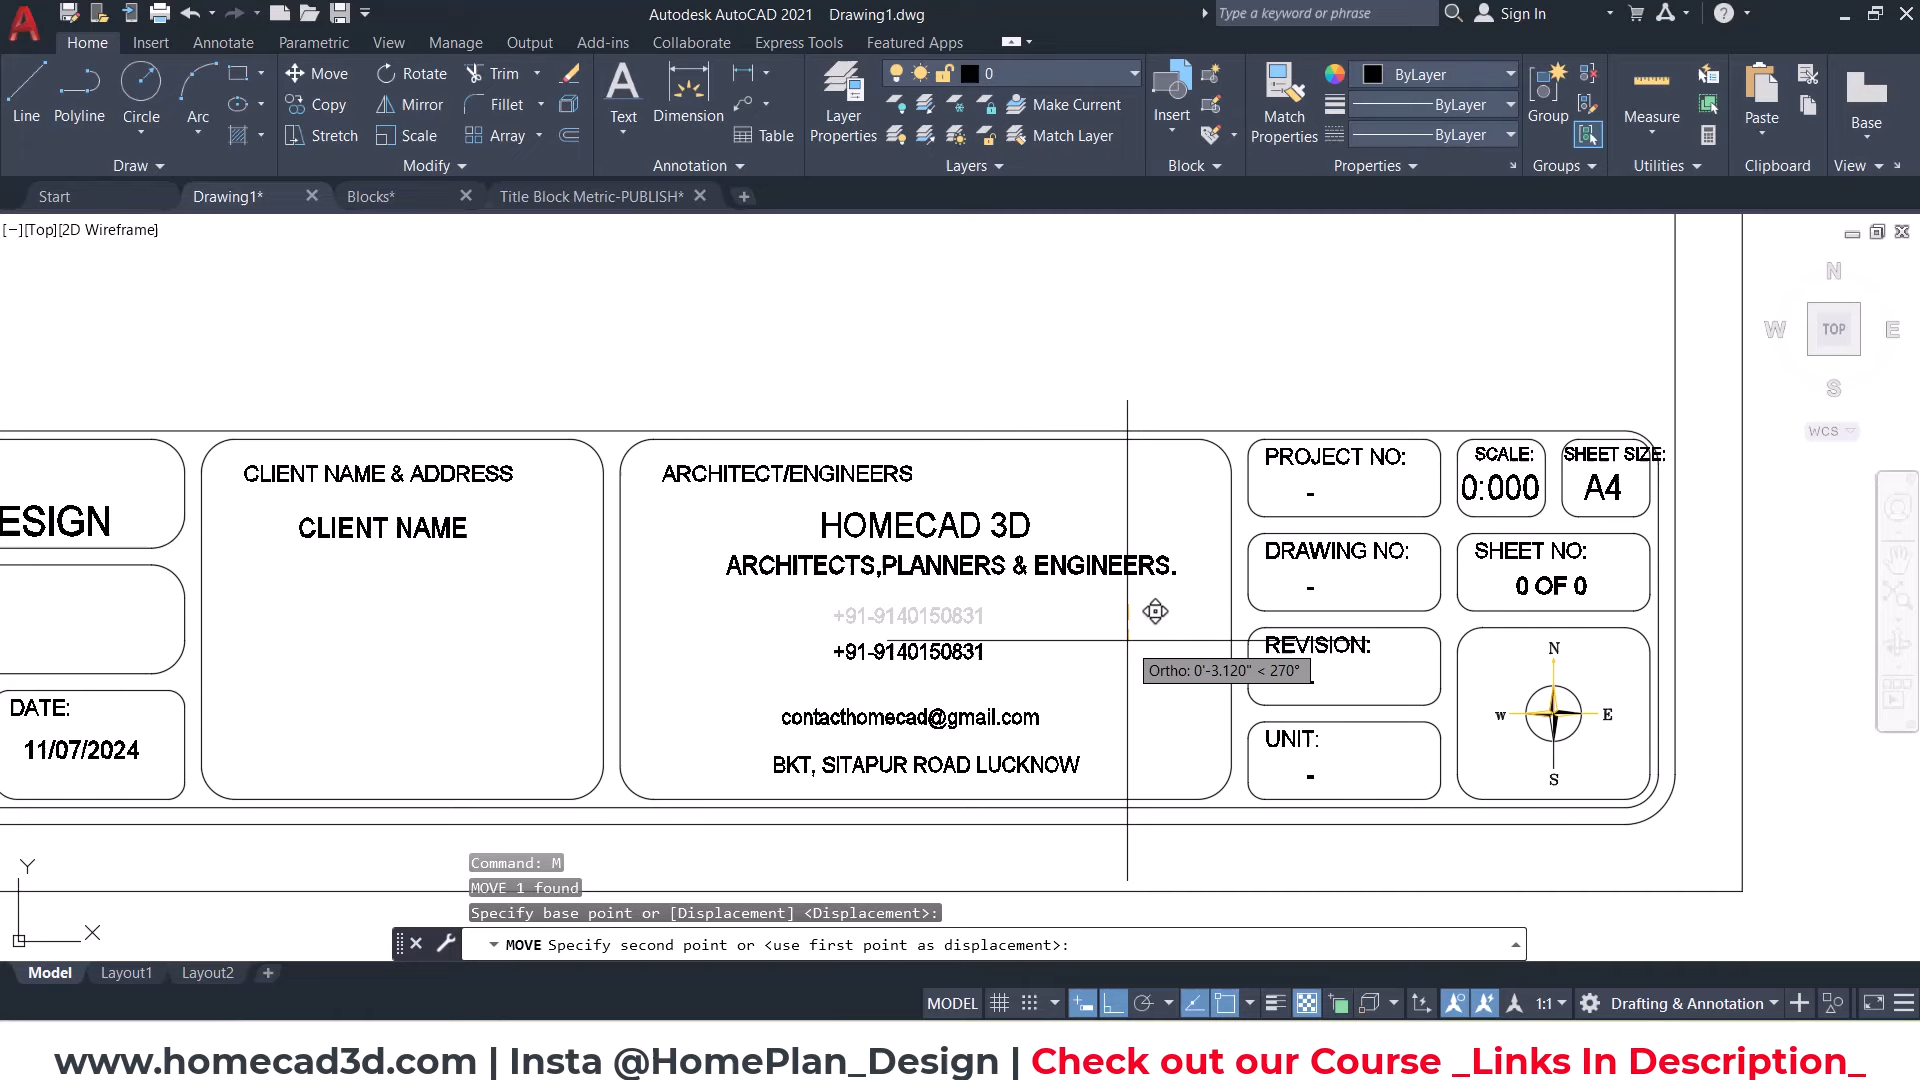 Autodesk AutoCAD 2021 Drawing1.dwg
Type a keyword or phrase
Sign In
Home Insert Annotate Parametric View Manage Output Add-ins Collaborate Express Tools Featured Apps
Line Polyline Circle Arc
Move Rotate Trim
Copy Mirror Fillet
Stretch Scale Array
Text Dimension Table
Layer Properties
0
Make Current
Match Layer
Insert
Match Properties
ByLayer
ByLayer
ByLayer
Group Measure Paste Base
Draw Modify Annotation Layers Block Properties Groups Utilities Clipboard View
Start Drawing1* Blocks* Title Block Metric-PUBLISH*
[−][Top][2D Wireframe]
N
W TOP E
S
WCS
ESIGN
DATE:
11/07/2024
CLIENT NAME & ADDRESS
CLIENT NAME
ARCHITECT/ENGINEERS
HOMECAD 3D
ARCHITECTS,PLANNERS & ENGINEERS.
+91-9140150831
+91-9140150831
contacthomecad@gmail.com
BKT, SITAPUR ROAD LUCKNOW
PROJECT NO:
-
DRAWING NO:
-
REVISION:
-
UNIT:
-
SCALE:
0:000
SHEET SIZE:
A4
SHEET NO:
0 OF 0
N
w E
S
Ortho: 0'-3.120" < 270°
Y
X
Command: M
MOVE 1 found
Specify base point or [Displacement] <Displacement>:
MOVE Specify second point or <use first point as displacement>:
Model Layout1 Layout2
MODEL 1:1 Drafting & Annotation
www.homecad3d.com | Insta @HomePlan_Design | Check out our Course _Links In Description_